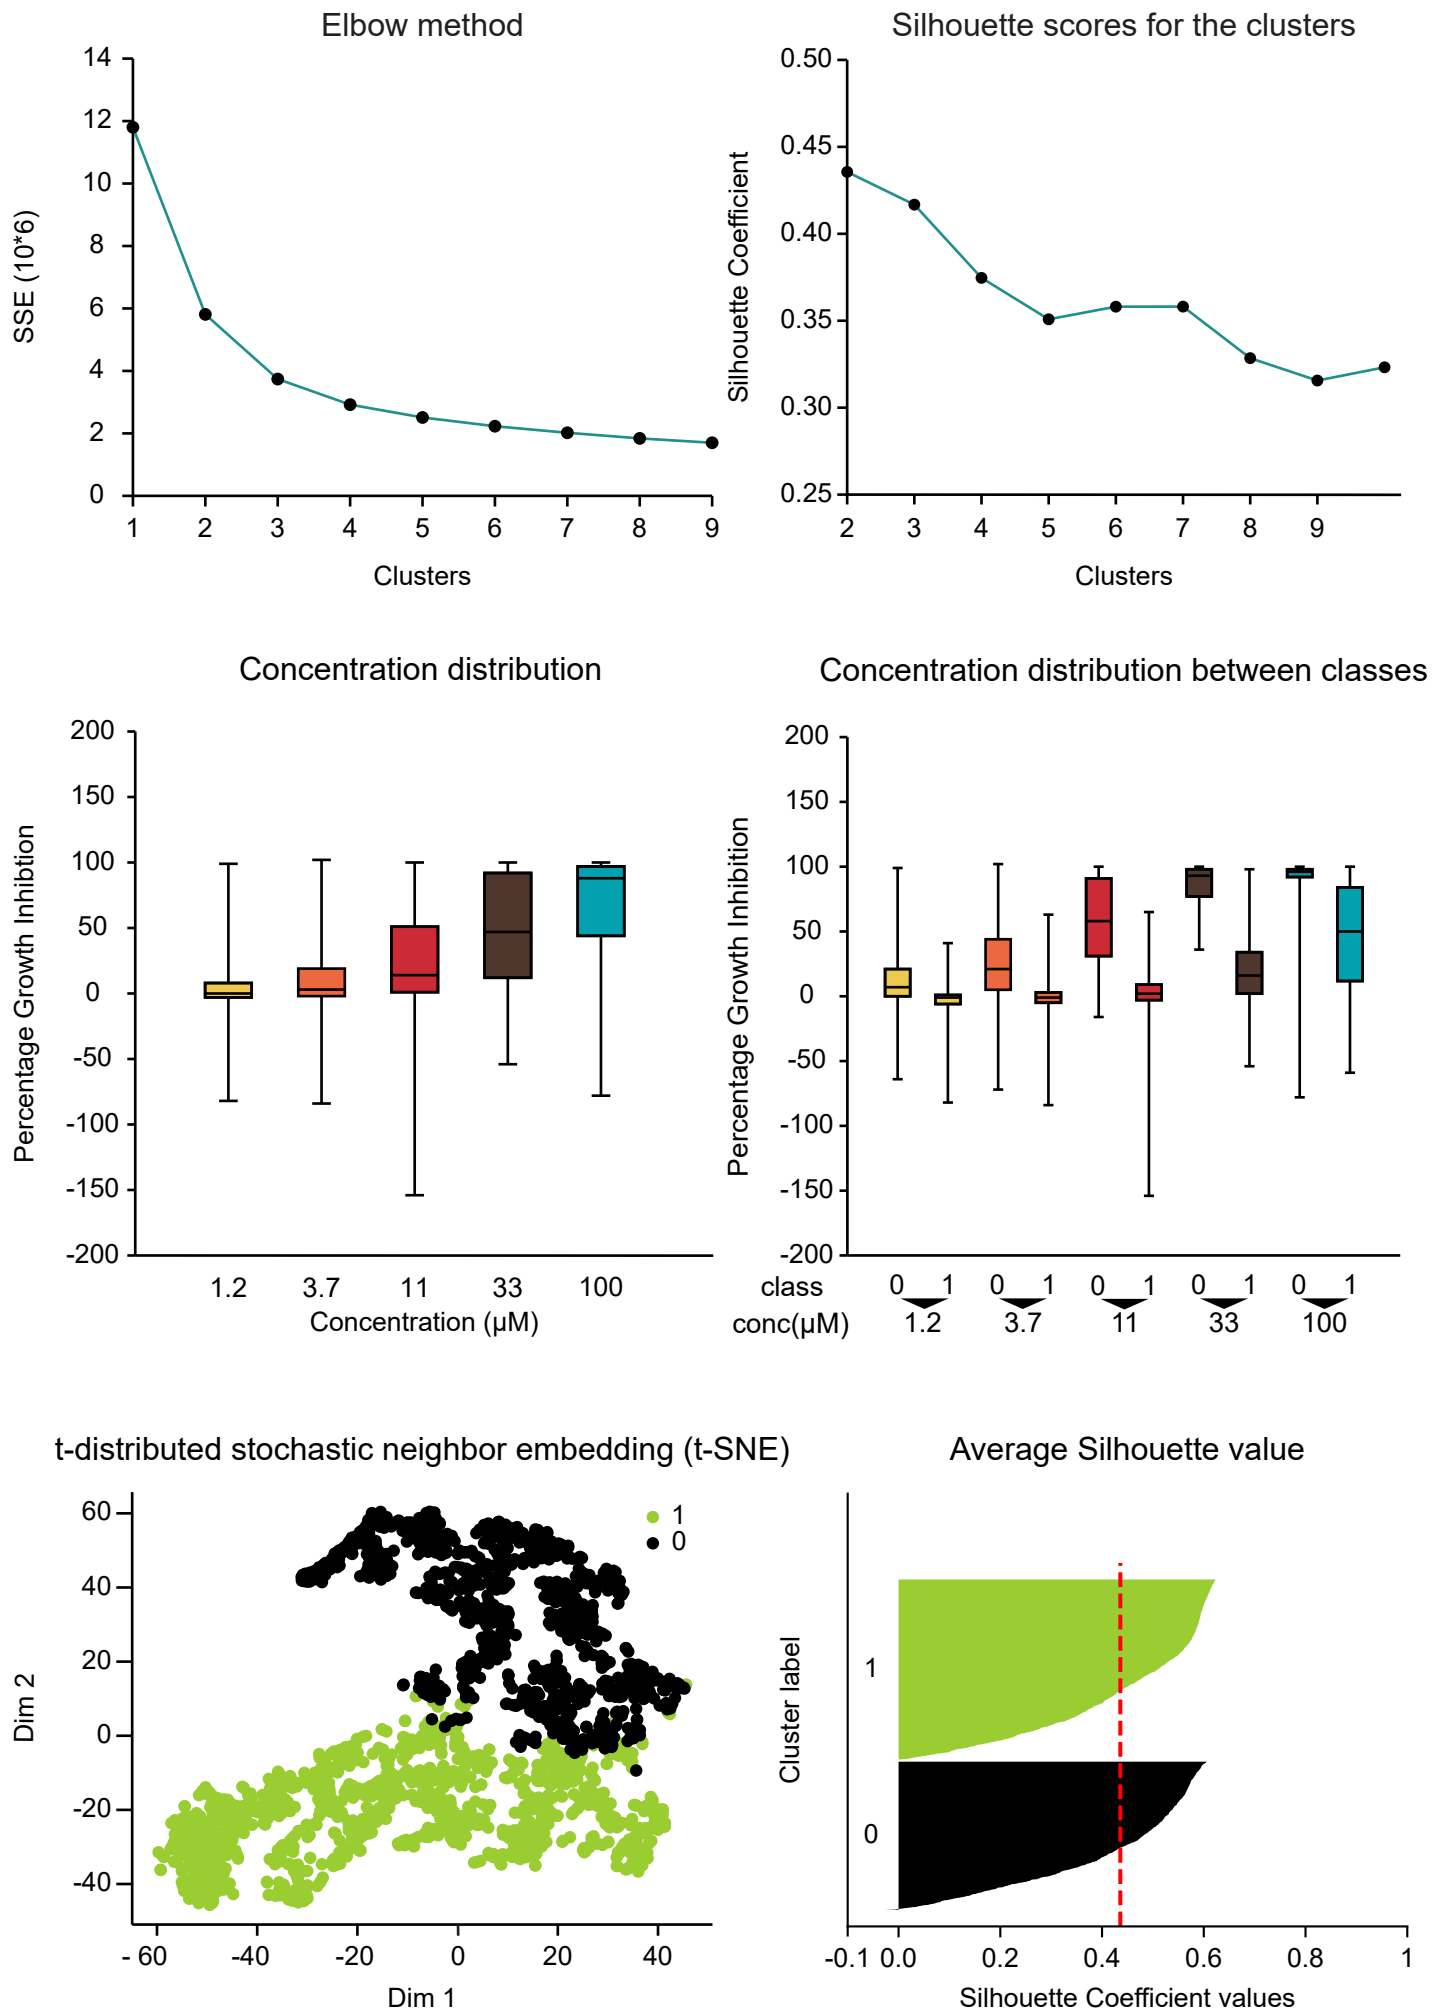 Elbow method
14
12
10
8
6
4
2
0
SSE (10*6)
1 2 3 4 5 6 7 8 9
Clusters
Silhouette scores for the clusters
0.50
0.45
0.40
0.35
0.30
0.25
Silhouette Coefficient
2 3 4 5 6 7 8 9
Clusters
Concentration distribution
200
150
100
50
0
-50
-100
-150
-200
Percentage Growth Inhibtion
1.2 3.7 11 33 100
Concentration (µM)
Concentration distribution between classes
200
150
100
50
0
-50
-100
-150
-200
Percentage Growth Inhibition
class 0 1 0 1 0 1 0 1 0 1
conc(µM) 1.2 3.7 11 33 100
t-distributed stochastic neighbor embedding (t-SNE)
1
0
60
40
20
0
-20
-40
Dim 2
- 60 -40 -20 0 20 40
Dim 1
Average Silhouette value
Cluster label
1
0
-0.1 0.0 0.2 0.4 0.6 0.8 1
Silhouette Coefficient values